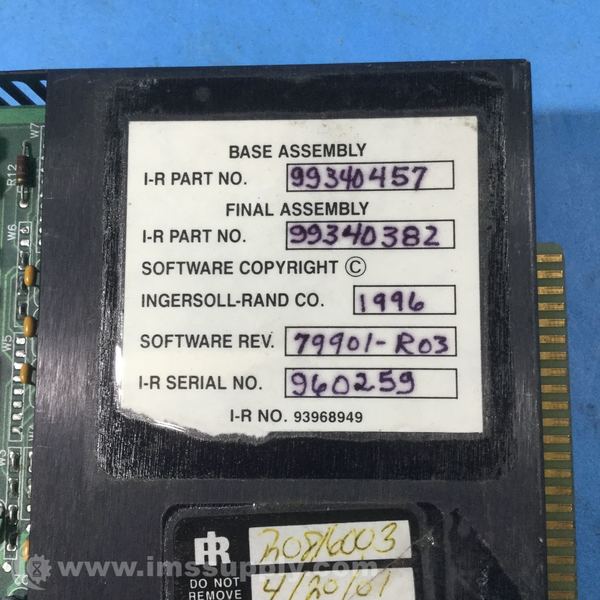 BASE ASSEMBLY
I-R PART NO. 99340457
FINAL ASSEMBLY
I-R PART NO. 99340382
SOFTWARE COPYRIGHT ©
INGERSOLL-RAND CO. 1996
SOFTWARE REV. 79901-R03
I-R SERIAL NO. 960259
I-R NO. 93968949
W7
R12
W6
W5
W3
IR
DO NOT
REMOVE
4/20/01
www.imssupply.com